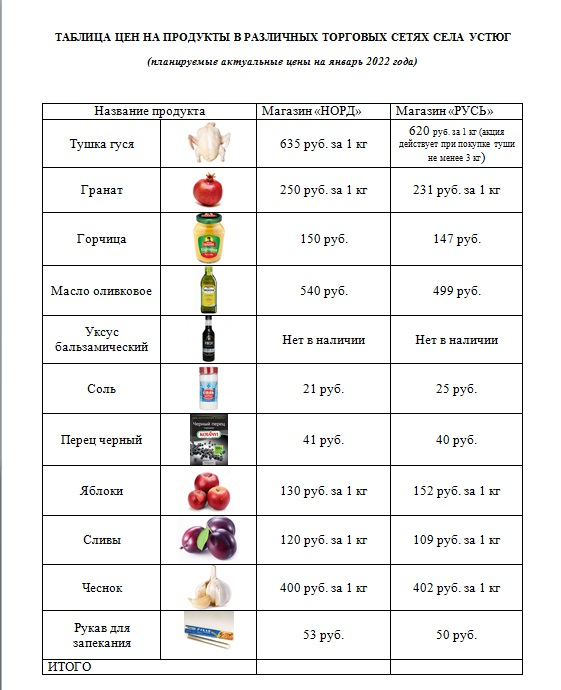 ТАБЛИЦА ЦЕН НА ПРОДУКТЫ В РАЗЛИЧНЫХ ТОРГОВЫХ СЕТЯХ СЕЛА УСТЮГ
(планируемые актуальные цены на январь 2022 года)
Название продукта Магазин «НОРД» Магазин «РУСЬ»
Тушка гуся 635 руб. за 1 кг 620 руб. за 1 кг (акция
действует при покупке туши
не менее 3 кг)
Гранат 250 руб. за 1 кг 231 руб. за 1 кг
Горчица 150 руб. 147 руб.
Масло оливковое 540 руб. 499 руб.
Уксус
бальзамический Нет в наличии Нет в наличии
Соль 21 руб. 25 руб.
Черный перец
KOTÁNYI
Перец черный 41 руб. 40 руб.
Яблоки 130 руб. за 1 кг 152 руб. за 1 кг
Сливы 120 руб. за 1 кг 109 руб. за 1 кг
Чеснок 400 руб. за 1 кг 402 руб. за 1 кг
Рукав для
запекания 53 руб. 50 руб.
ИТОГО